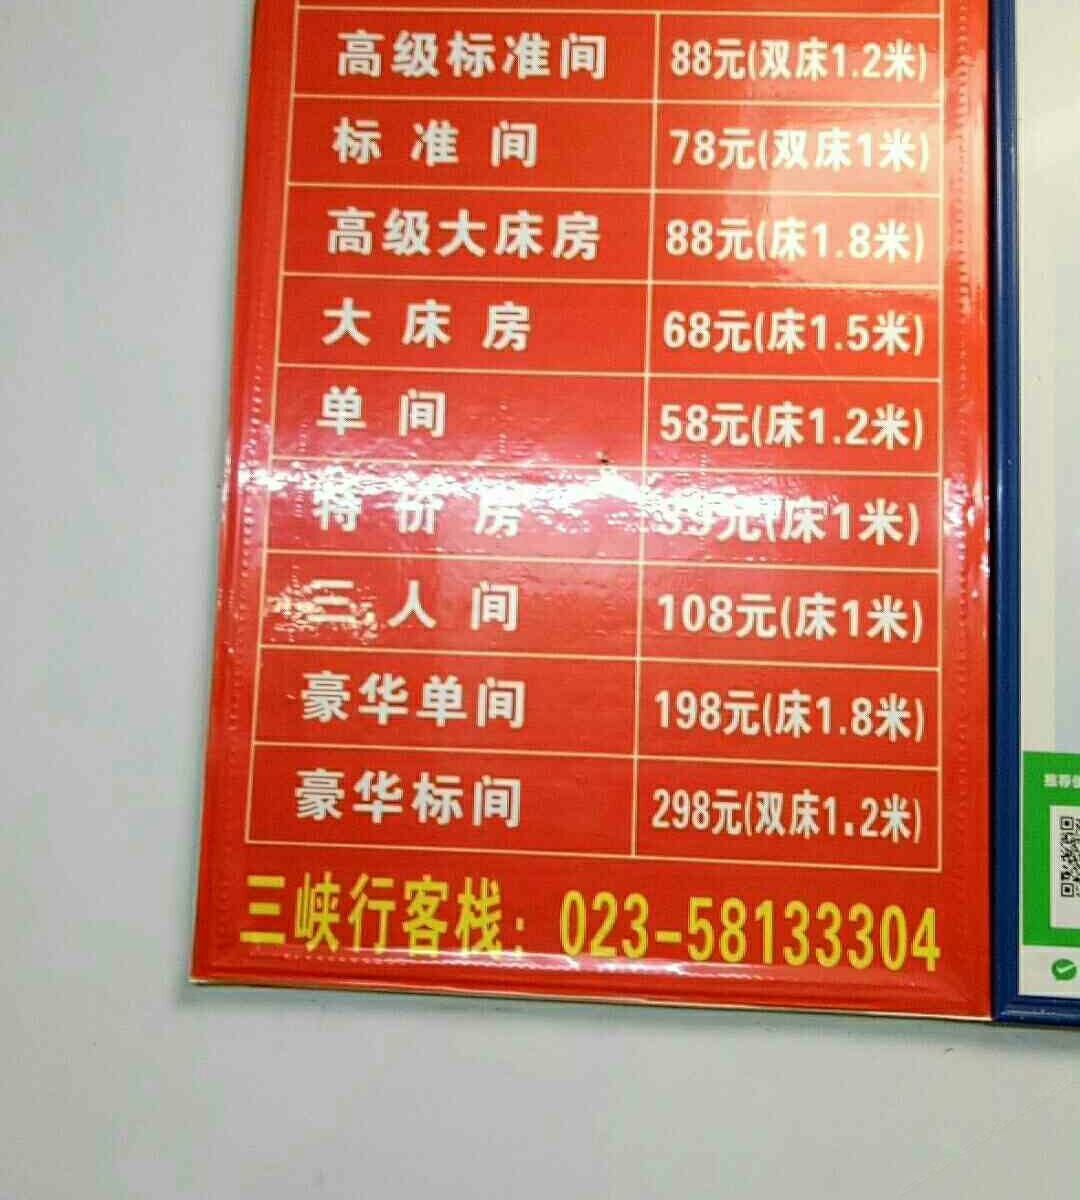 高级标准间 88元(双床1.2米)
标准间 78元(双床1米)
高级大床房 88元(床1.8米)
大床房 68元(床1.5米)
单间 58元(床1.2米)
特价房 元(床1米)
三人间 108元(床1米)
豪华单间 198元(床1.8米)
豪华标间 298元(双床1.2米)
三峡行客栈：023-58133304
推荐